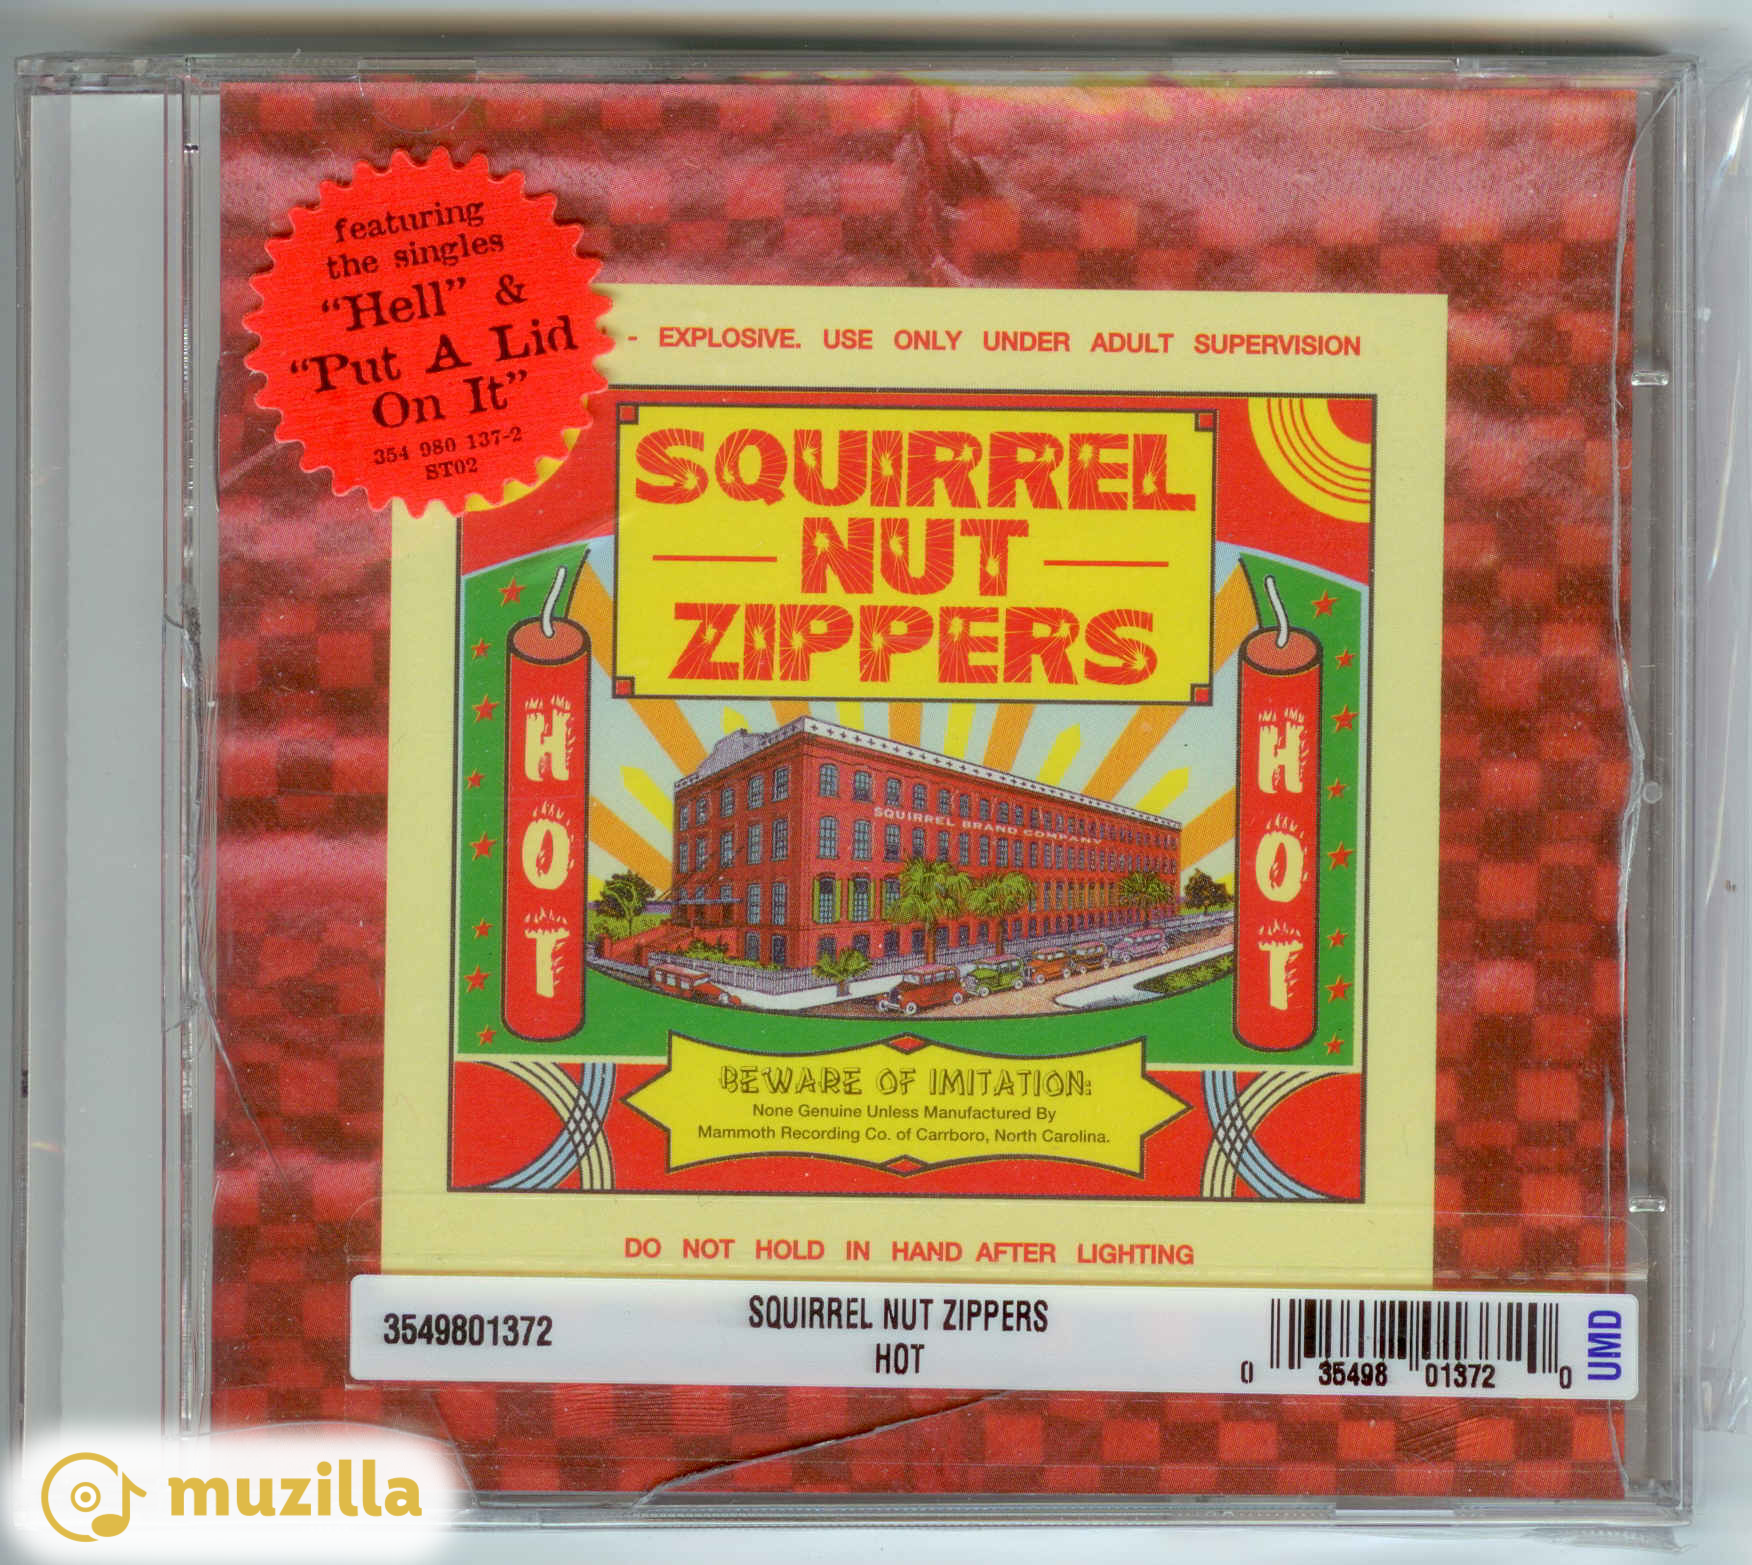 featuring
the singles
"Hell" &
"Put A Lid
On It"
354 980 137-2
ST02
- EXPLOSIVE. USE ONLY UNDER ADULT SUPERVISION
SQUIRREL
NUT
ZIPPERS
HOT
HOT
SQUIRREL BRAND COMPANY
BEWARE OF IMITATION:
None Genuine Unless Manufactured By
Mammoth Recording Co. of Carrboro, North Carolina.
DO NOT HOLD IN HAND AFTER LIGHTING
3549801372
SQUIRREL NUT ZIPPERS
HOT
0 35498 01372 0
UMD
muzilla